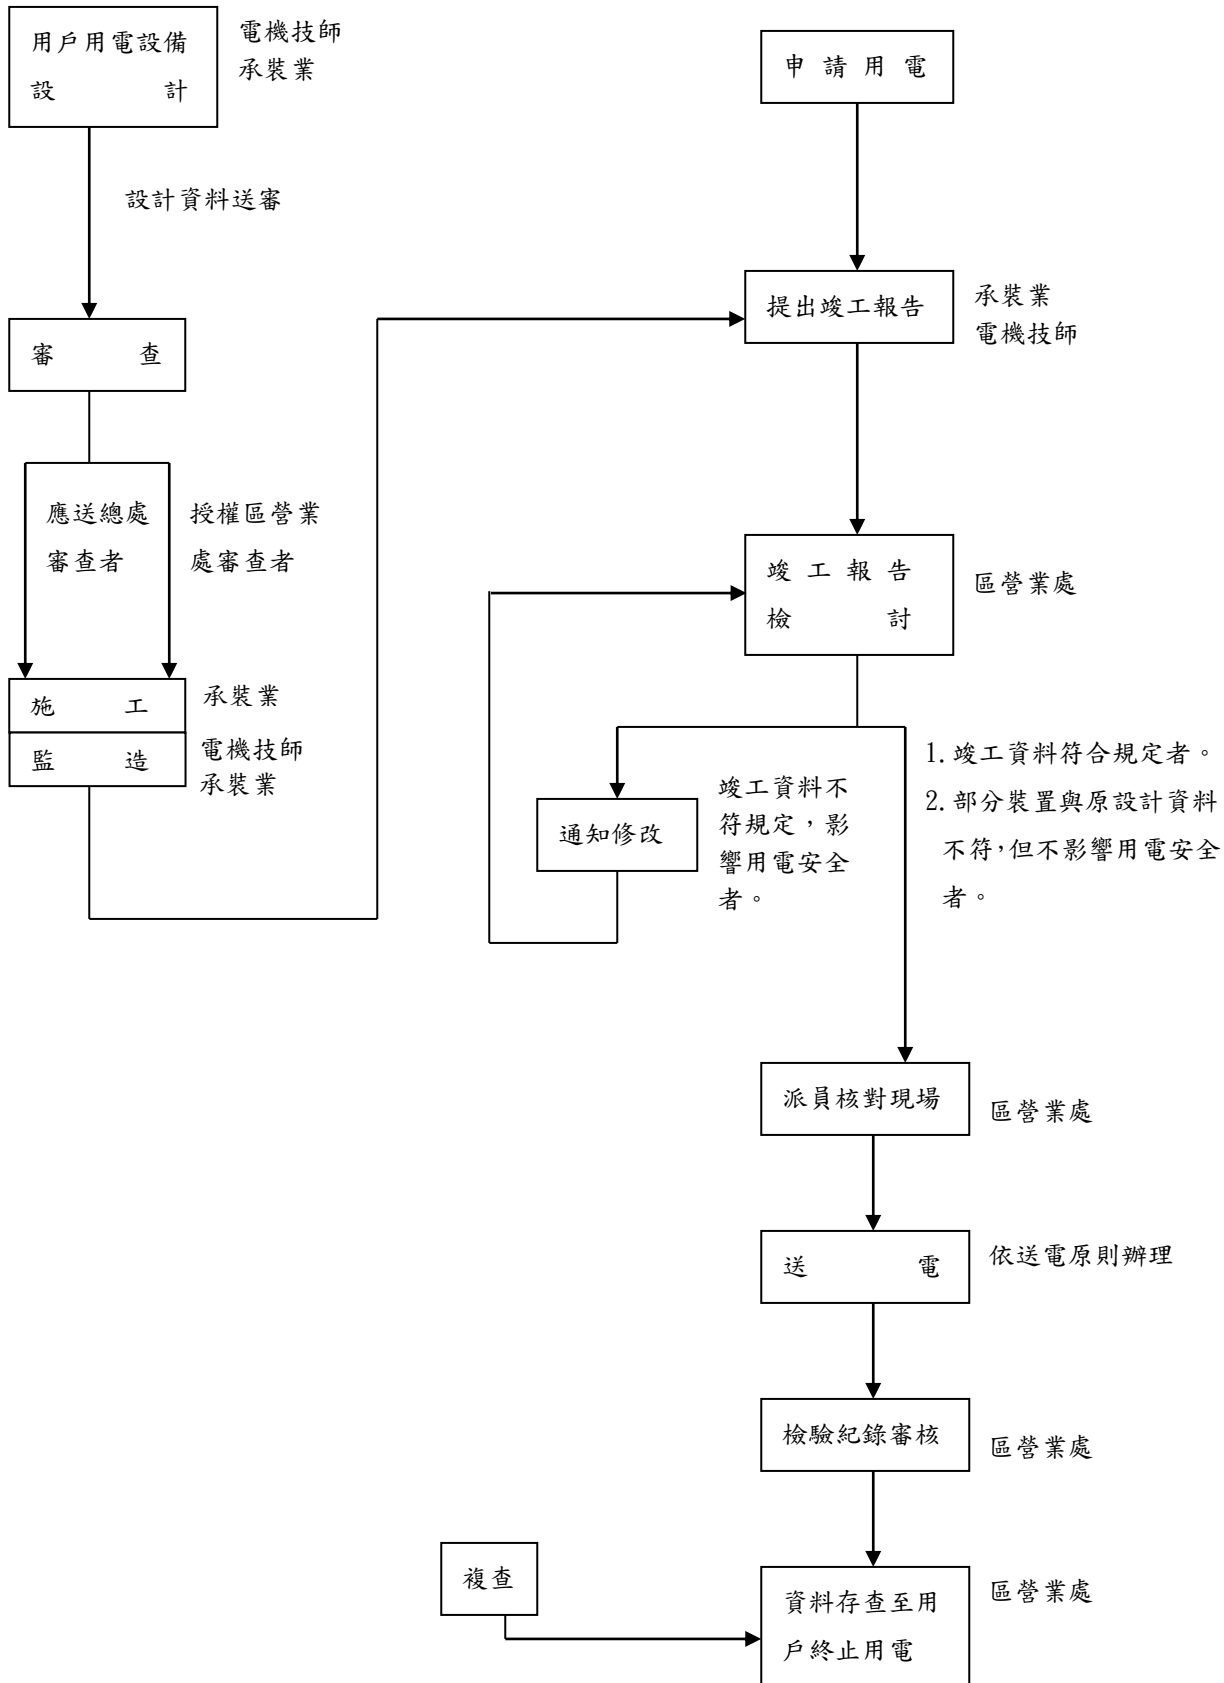 用戶用電設備
設計
電機技師
承裝業
設計資料送審
審查
應送總處
審查者
授權區營業
處審查者
施工
承裝業
監造
電機技師
承裝業
申請用電
提出竣工報告
承裝業
電機技師
竣工報告
檢討
區營業處
通知修改
竣工資料不
符規定，影
響用電安全
者。
1.竣工資料符合規定者。
2.部分裝置與原設計資料
不符，但不影響用電安全
者。
派員核對現場
區營業處
送電
依送電原則辦理
檢驗紀錄審核
區營業處
複查
資料存查至用
戶終止用電
區營業處